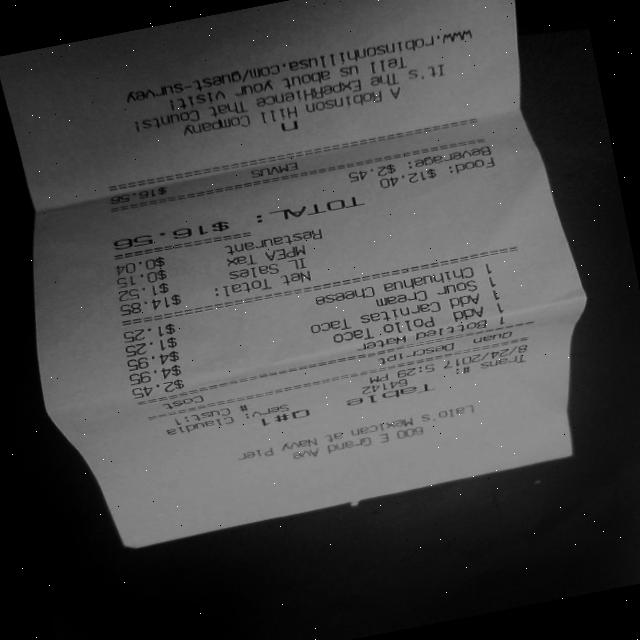 600 E Grand Ave
Lalo's Mexican at Navy Pier
Table O#1
Trans #: 7 Serv: Claudia
8/24/2017 5:29 PM # Cust:1
Quan Descript Cost
1 Bottled Water $2.45
1 Add Pollo Taco $4.95
1 Add Carnitas Taco $4.95
1 Sour Cream $1.25
1 Chihuahua Cheese $1.25
Net Total: $14.85
IL Sales $1.52
MPEA Tax $0.15
Restaurant $0.04
TOTAL: $16.56
Food: $12.40
Beverage: $2.45
EMVUS $16.56
A Robinson Hill Company
It's The Experience That Counts!
Tell us about your visit!
www.robinsonhillusa.com/guest-survey